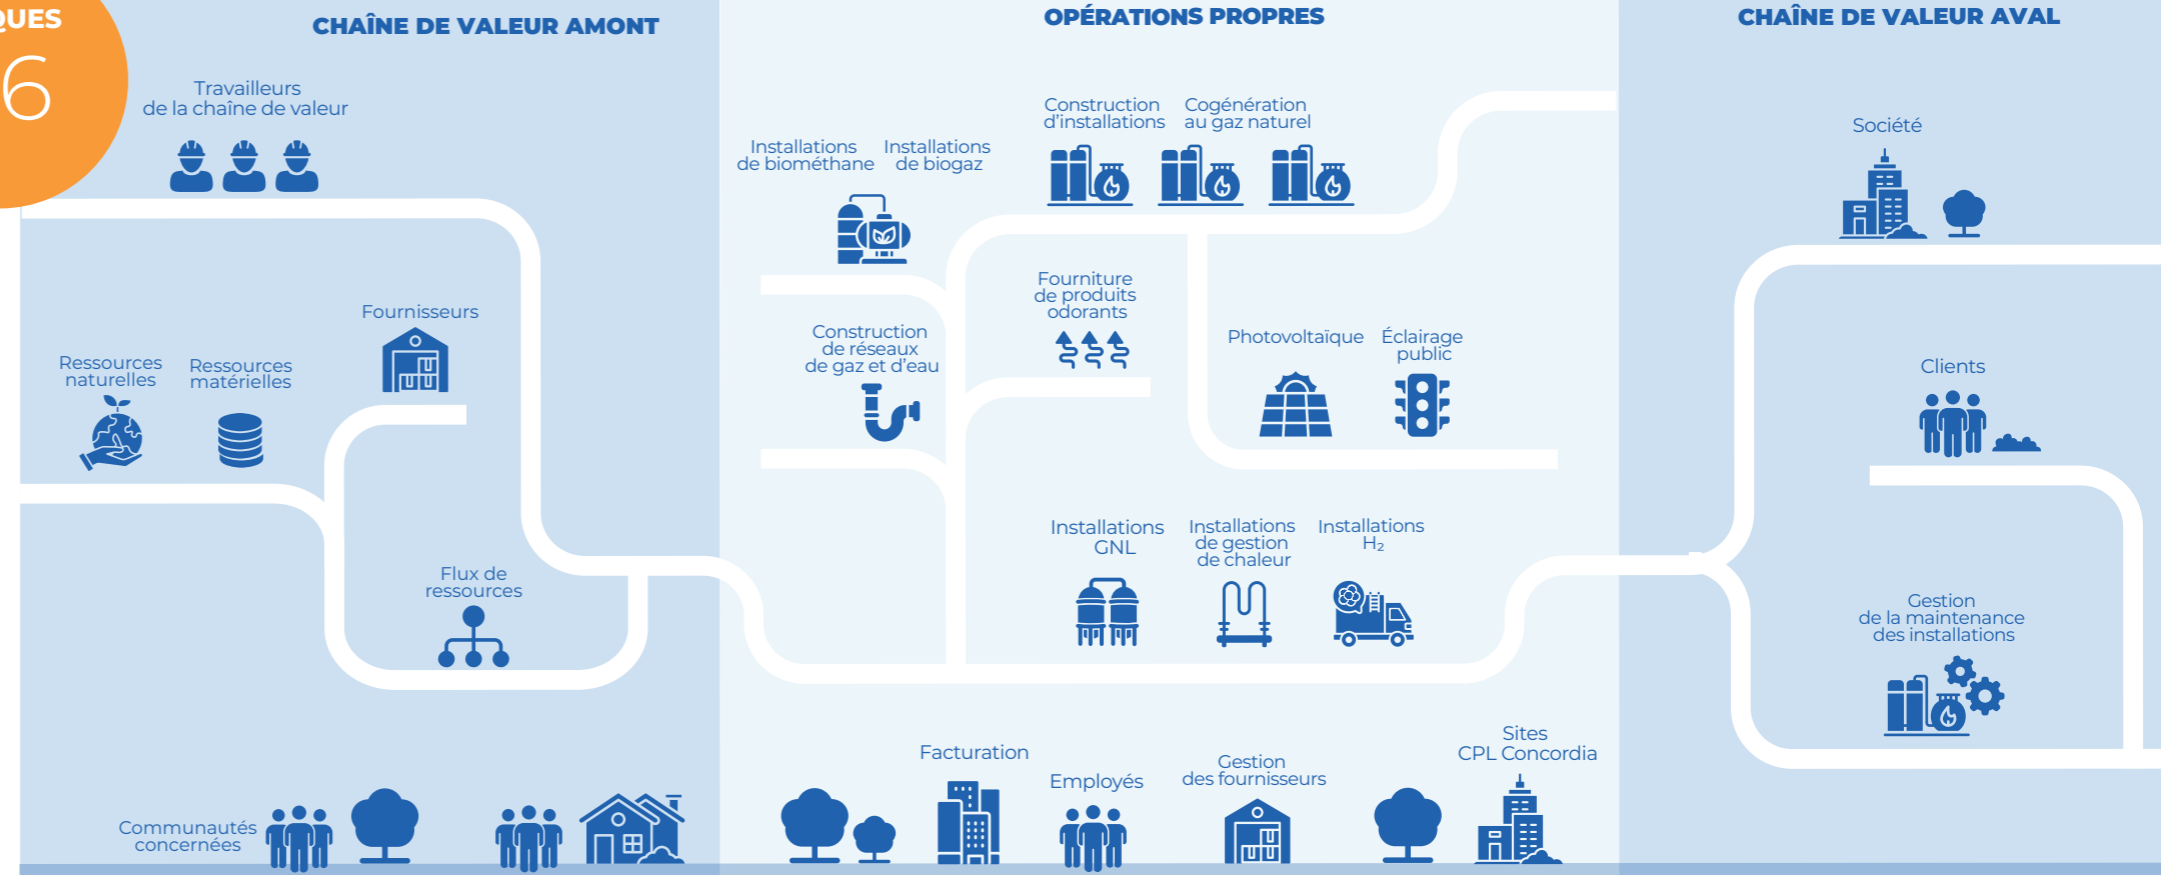 QUES
6
CHAÎNE DE VALEUR AMONT
Travailleurs
de la chaîne de valeur
Fournisseurs
Ressources
naturelles
Ressources
matérielles
Flux de
ressources
Communautés
concernées
OPÉRATIONS PROPRES
Installations
de biométhane
Installations
de biogaz
Construction
d'installations
Cogénération
au gaz naturel
Construction
de réseaux
de gaz et d'eau
Fourniture
de produits
odorants
Photovoltaïque
Éclairage
public
Installations
GNL
Installations
de gestion
de chaleur
Installations
H₂
Facturation
Employés
Gestion
des fournisseurs
Sites
CPL Concordia
CHAÎNE DE VALEUR AVAL
Société
Clients
Gestion
de la maintenance
des installations